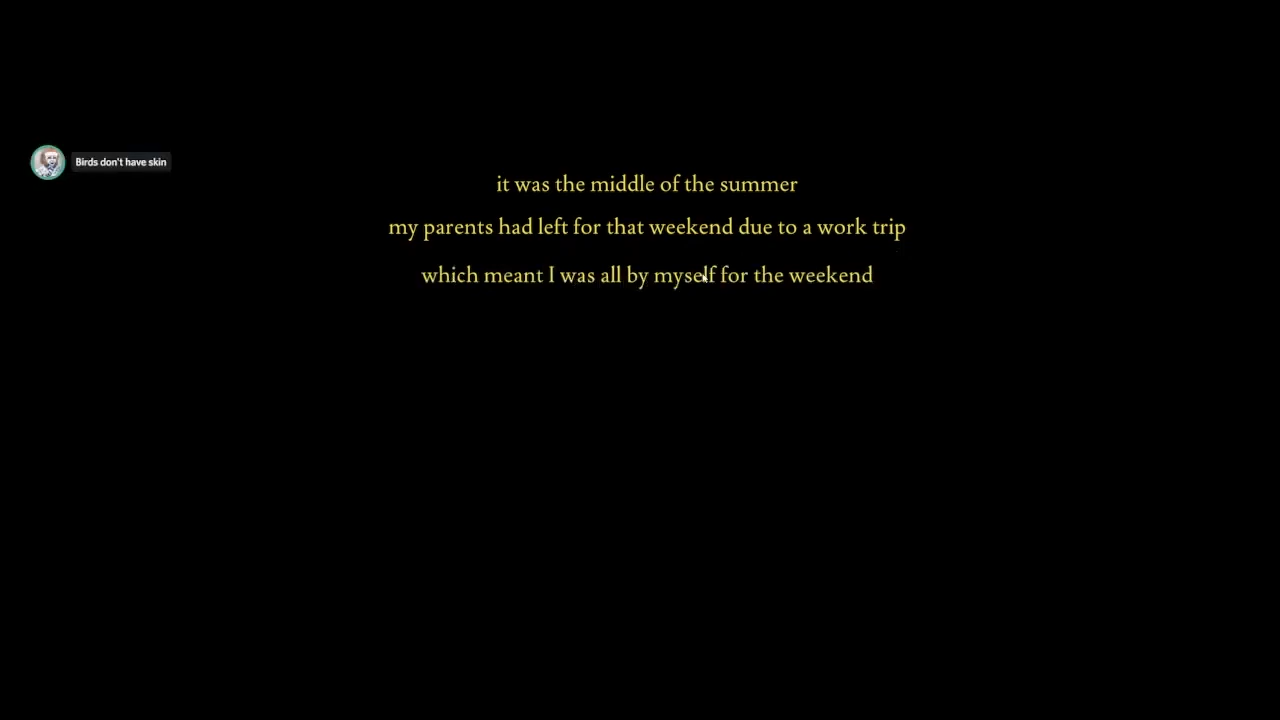 Birds don't have skin
it was the middle of the summer
my parents had left for that weekend due to a work trip
which meant I was all by myself for the weekend